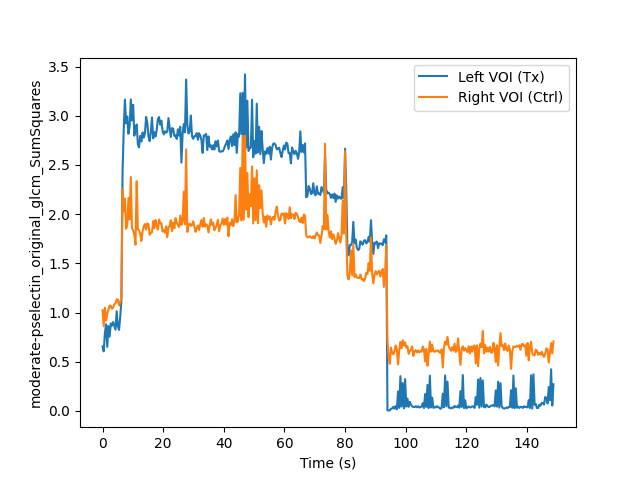 3.5
3.0
2.5
2.0
1.5
1.0
0.5
0.0
moderate-pselectin_original_glcm_SumSquares
Left VOI (Tx)
Right VOI (Ctrl)
0 20 40 60 80 100 120 140
Time (s)